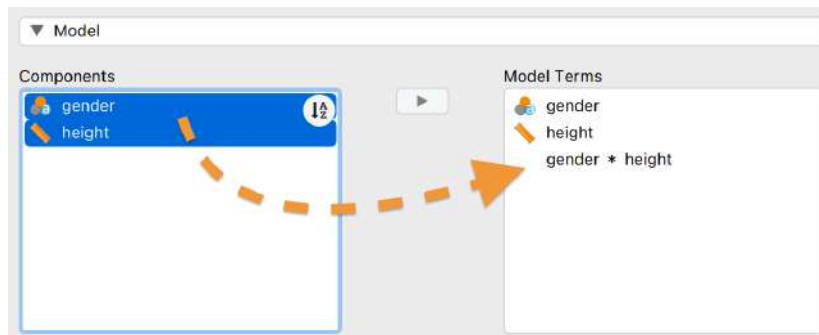 Model
Components
Model Terms
gender
height
gender
height
gender * height